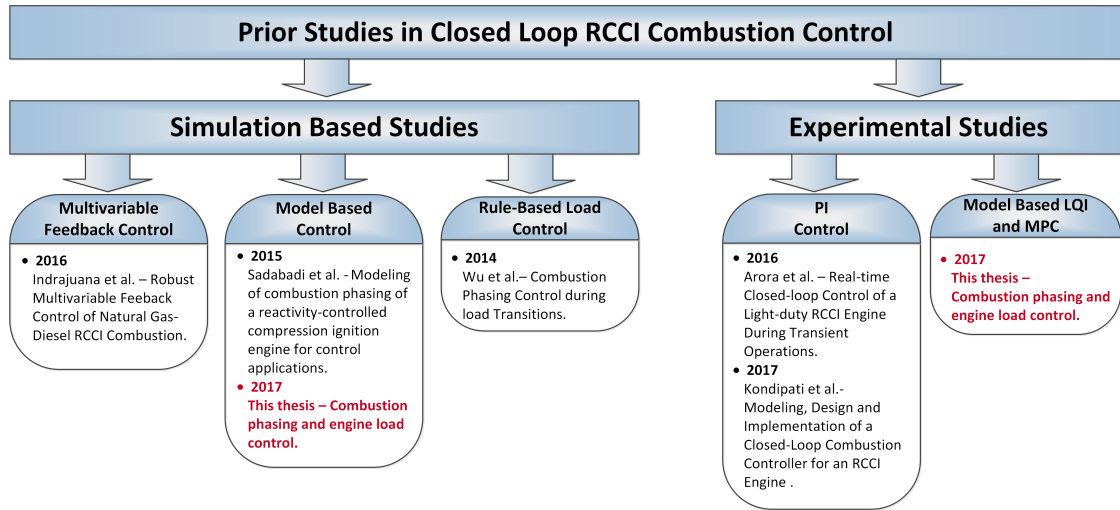 Prior Studies in Closed Loop RCCI Combustion Control
Simulation Based Studies
Experimental Studies
Multivariable
Feedback Control
• 2016
Indrajuana et al. – Robust
Multivariable Feeback
Control of Natural Gas-
Diesel RCCI Combustion.
Model Based
Control
• 2015
Sadabadi et al. - Modeling
of combustion phasing of
a reactivity-controlled
compression ignition
engine for control
applications.
• 2017
This thesis – Combustion
phasing and engine load
control.
Rule-Based Load
Control
• 2014
Wu et al.– Combustion
Phasing Control during
load Transitions.
PI
Control
• 2016
Arora et al. – Real-time
Closed-loop Control of a
Light-duty RCCI Engine
During Transient
Operations.
• 2017
Kondipati et al.-
Modeling, Design and
Implementation of a
Closed-Loop Combustion
Controller for an RCCI
Engine .
Model Based LQI
and MPC
• 2017
This thesis –
Combustion phasing and
engine load control.